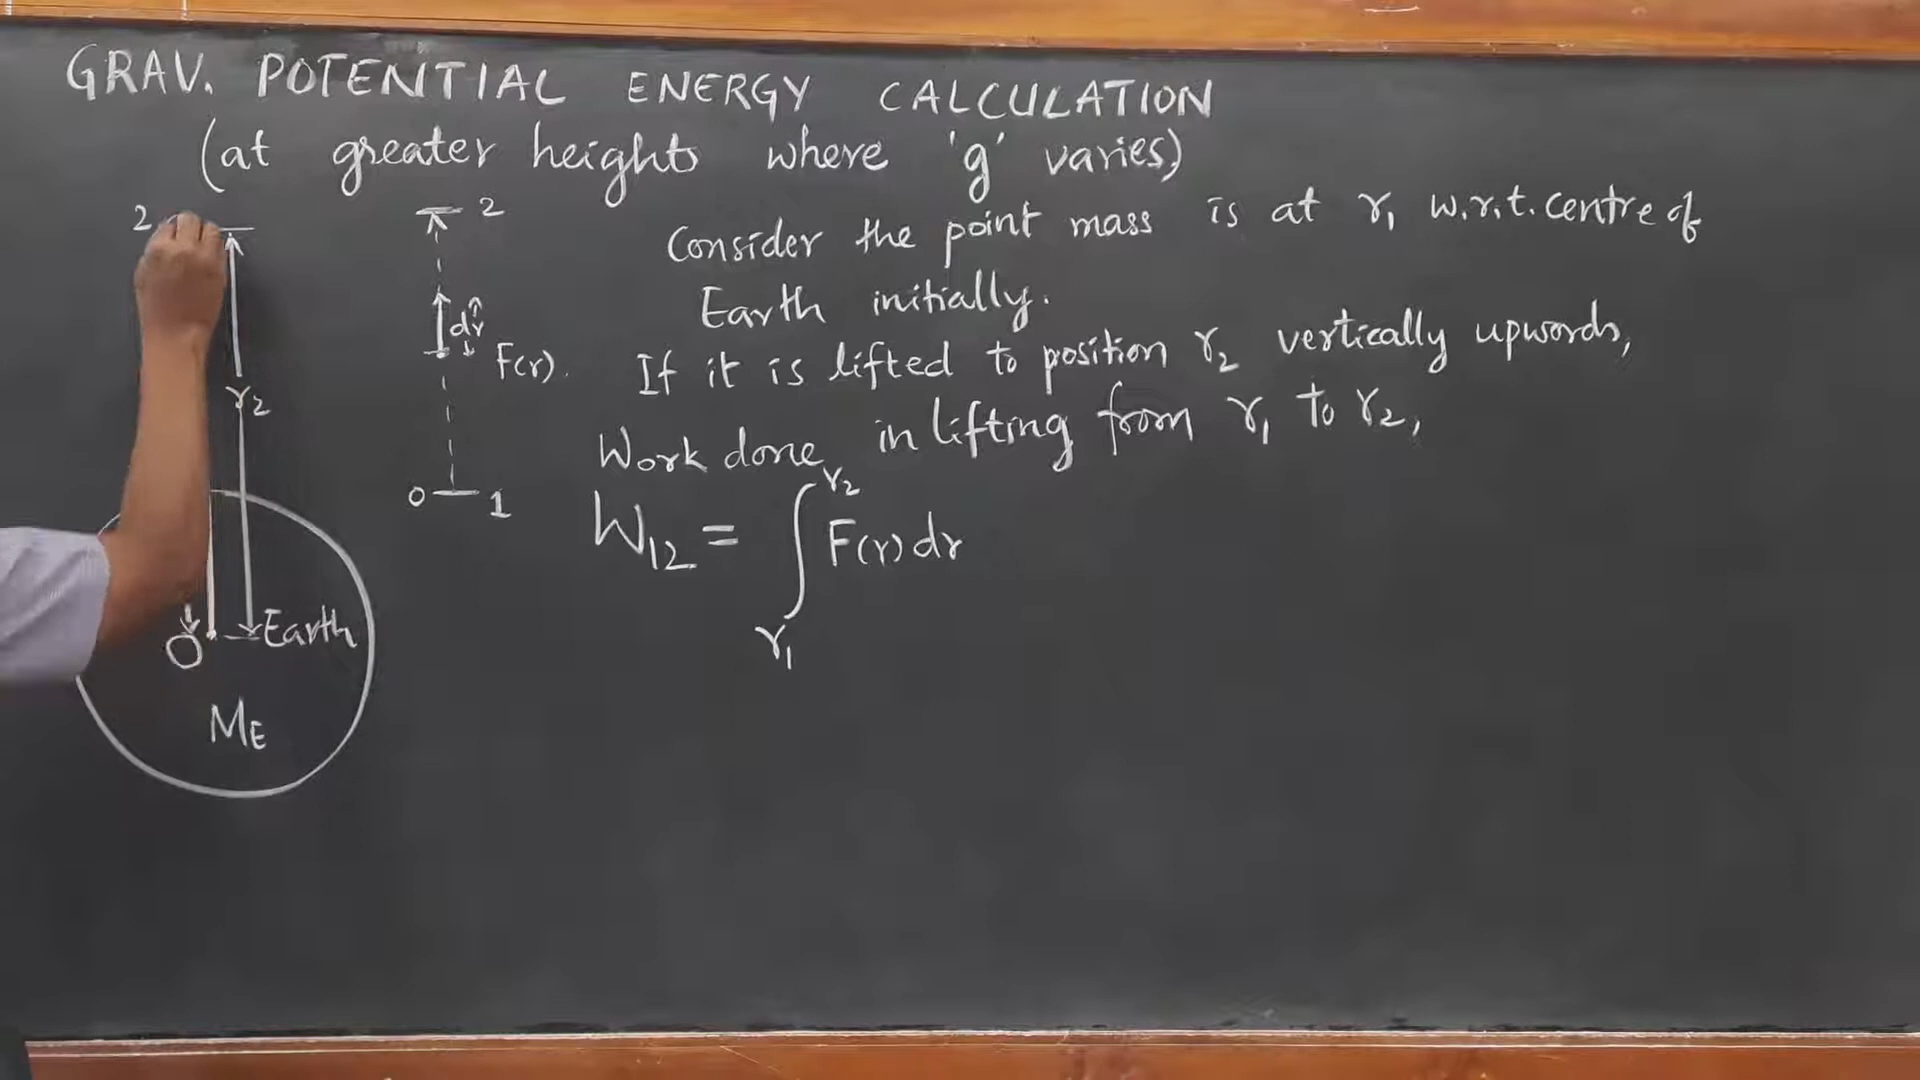 GRAV. POTENTIAL ENERGY CALCULATION
(at greater heights where 'g' varies)
Consider the point mass is at r₁ w.r.t. centre of
Earth initially.
If it is lifted to position r₂ vertically upwords,
Work done in lifting from r₁ to r₂,
W₁₂ = ∫_{r₁}^{r₂} F(r) dr
2
r₂
O
Earth
M_E
2
dr̂
F(r).
0
1